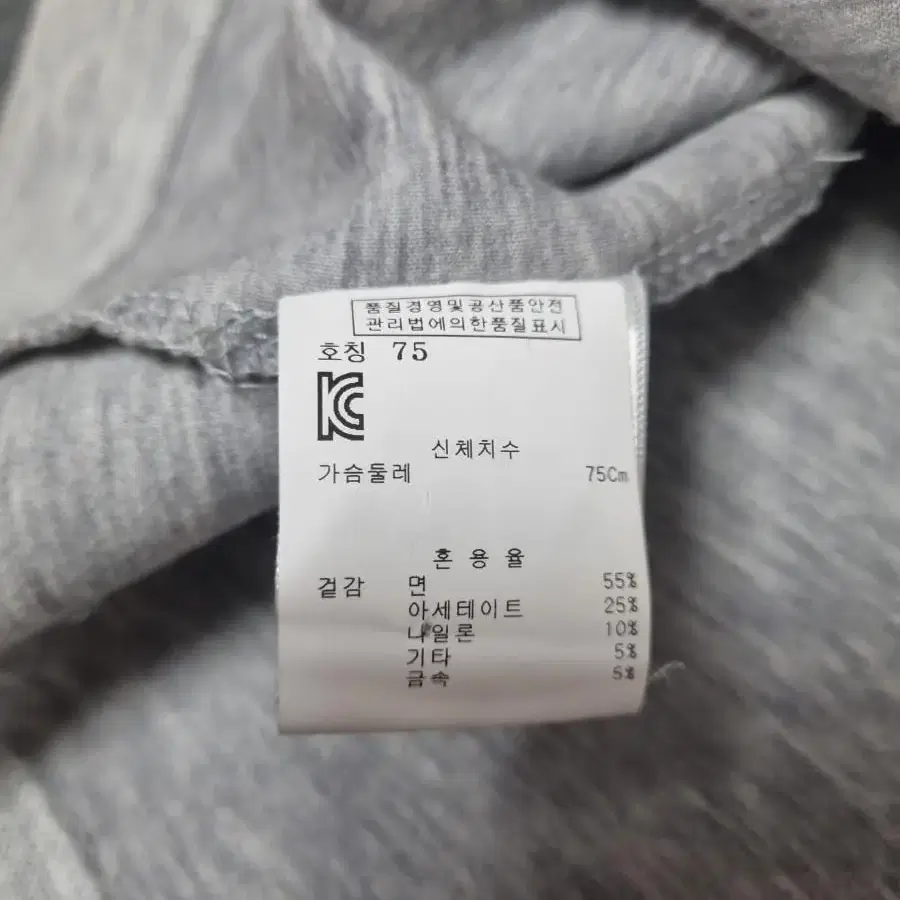 품질경영및공산품안전
관리법에의한품질표시
호칭 75
신체치수
가슴둘레 75Cm
혼용율
겉감 면 55%
아세테이트 25%
나일론 10%
기타 5%
금속 5%